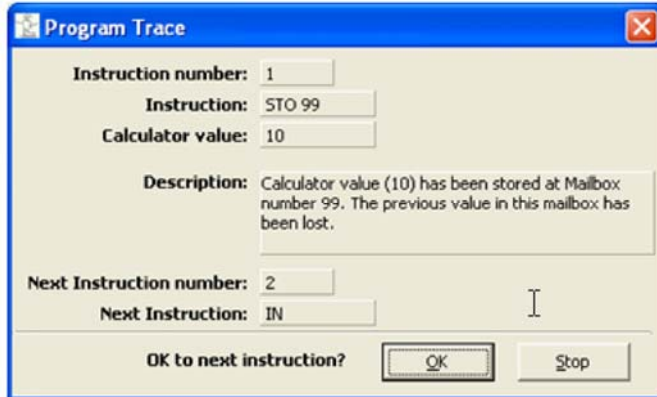 Program Trace
Instruction number: 1
Instruction: STO 99
Calculator value: 10
Description: Calculator value (10) has been stored at Mailbox
number 99. The previous value in this mailbox has
been lost.
Next Instruction number: 2
Next Instruction: IN
OK to next instruction? OK Stop